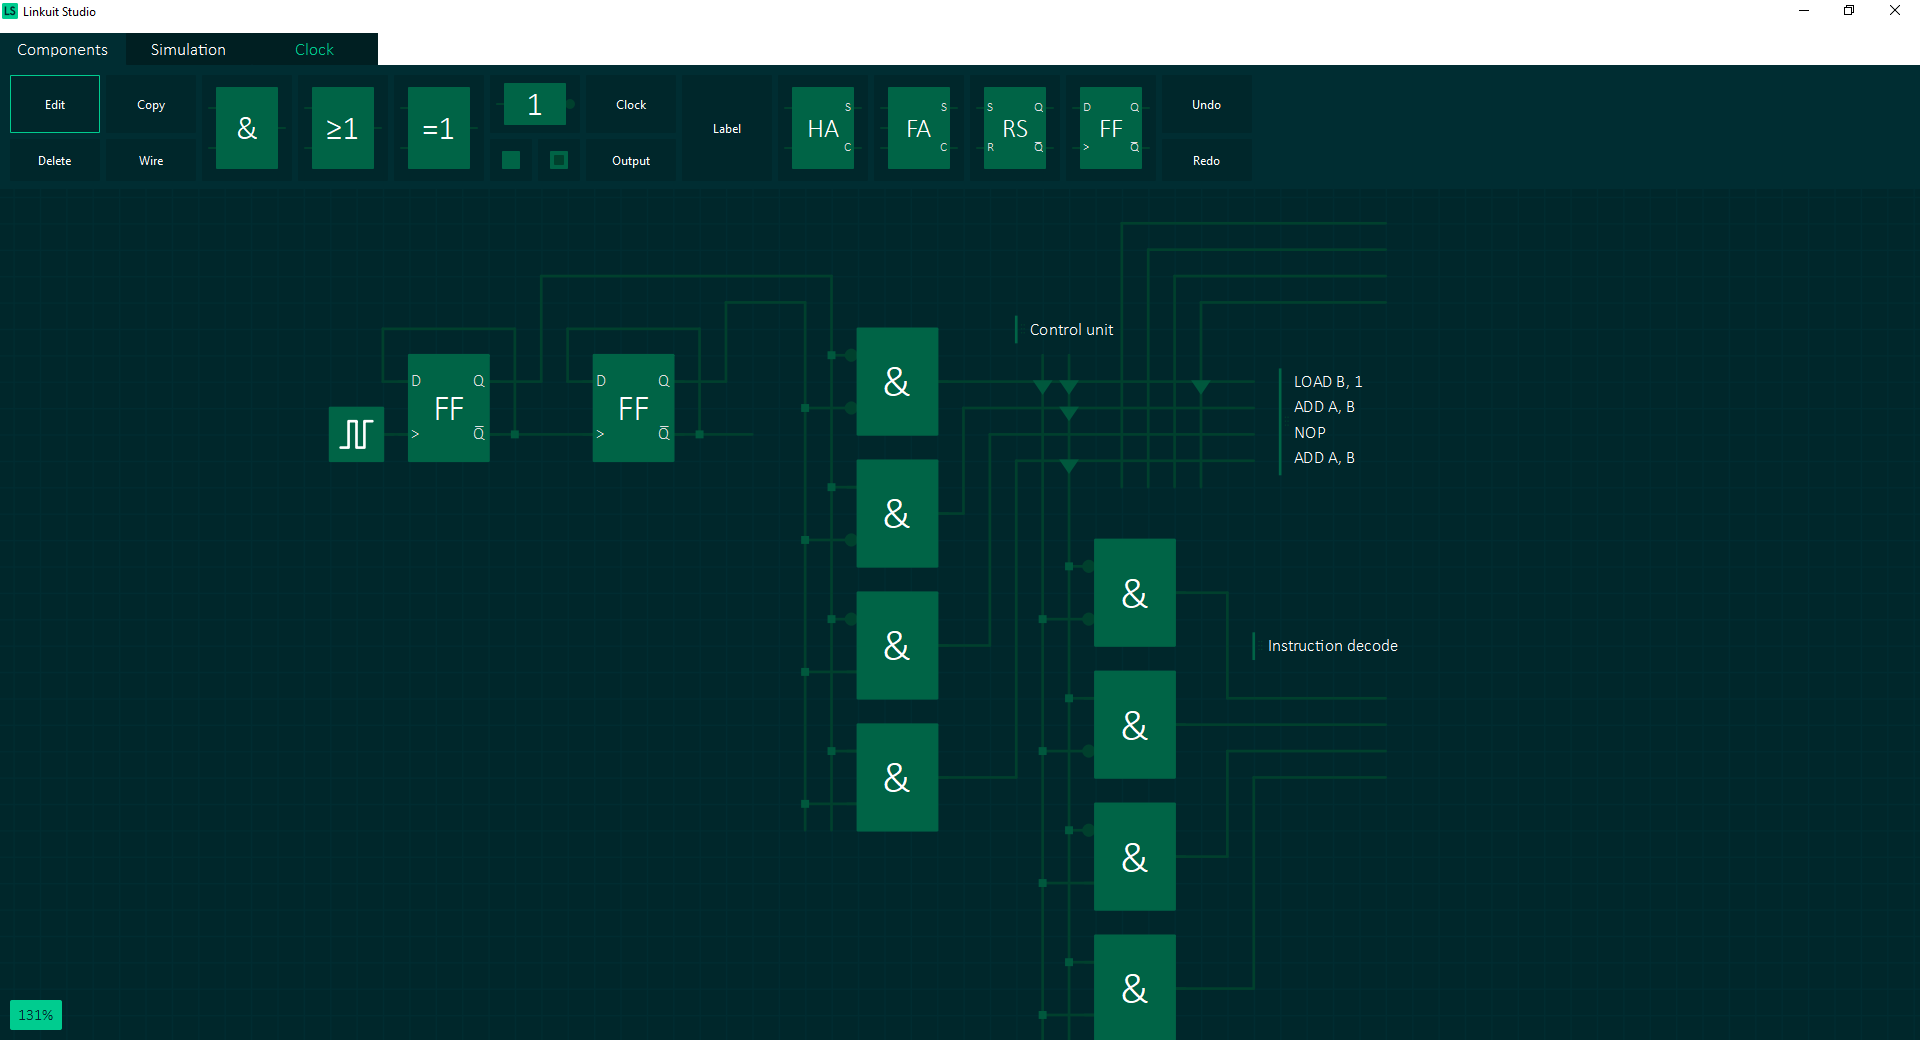 LS Linkuit Studio
Components Simulation Clock
Edit Copy & ≥1 =1 1 Clock Label HA S C FA S C RS S R Q Q̅ FF D > Q Q̅ Undo
Delete Wire Output Redo
Control unit
D Q FF > Q̅
D Q FF > Q̅
&
LOAD B, 1
ADD A, B
NOP
ADD A, B
&
&
Instruction decode
&
&
&
&
&
131%